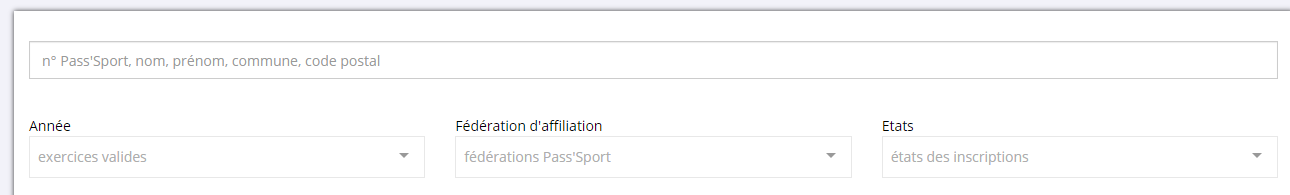 n° Pass'Sport, nom, prénom, commune, code postal
Année
Fédération d'affiliation
Etats
exercices valides
fédérations Pass'Sport
états des inscriptions